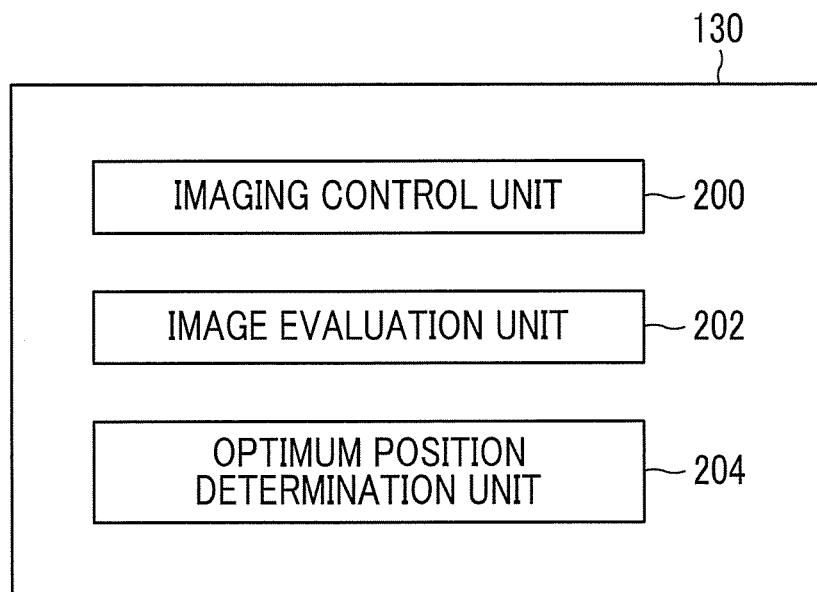 130
IMAGING CONTROL UNIT
200
IMAGE EVALUATION UNIT
202
OPTIMUM POSITION
DETERMINATION UNIT
204